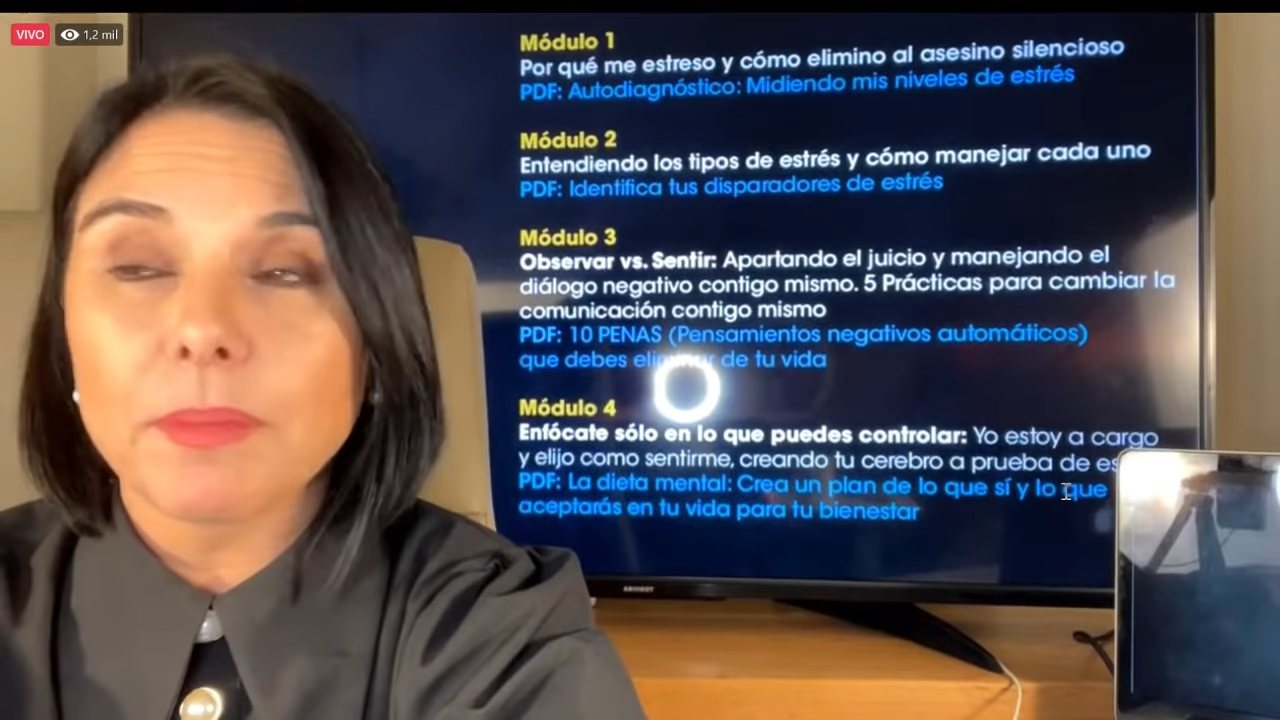 VIVO
1,2 mil
Módulo 1
Por qué me estreso y cómo elimino al asesino silencioso
PDF: Autodiagnóstico: Midiendo mis niveles de estrés
Módulo 2
Entendiendo los tipos de estrés y cómo manejar cada uno
PDF: Identifica tus disparadores de estrés
Módulo 3
Observar vs. Sentir: Apartando el juicio y manejando el
diálogo negativo contigo mismo. 5 Prácticas para cambiar la
comunicación contigo mismo
PDF: 10 PENAS (Pensamientos negativos automáticos)
que debes eliminar de tu vida
Módulo 4
Enfócate sólo en lo que puedes controlar: Yo estoy a cargo
y elijo como sentirme, creando tu cerebro a prueba de es
PDF: La dieta mental: Crea un plan de lo que sí y lo que
aceptarás en tu vida para tu bienestar